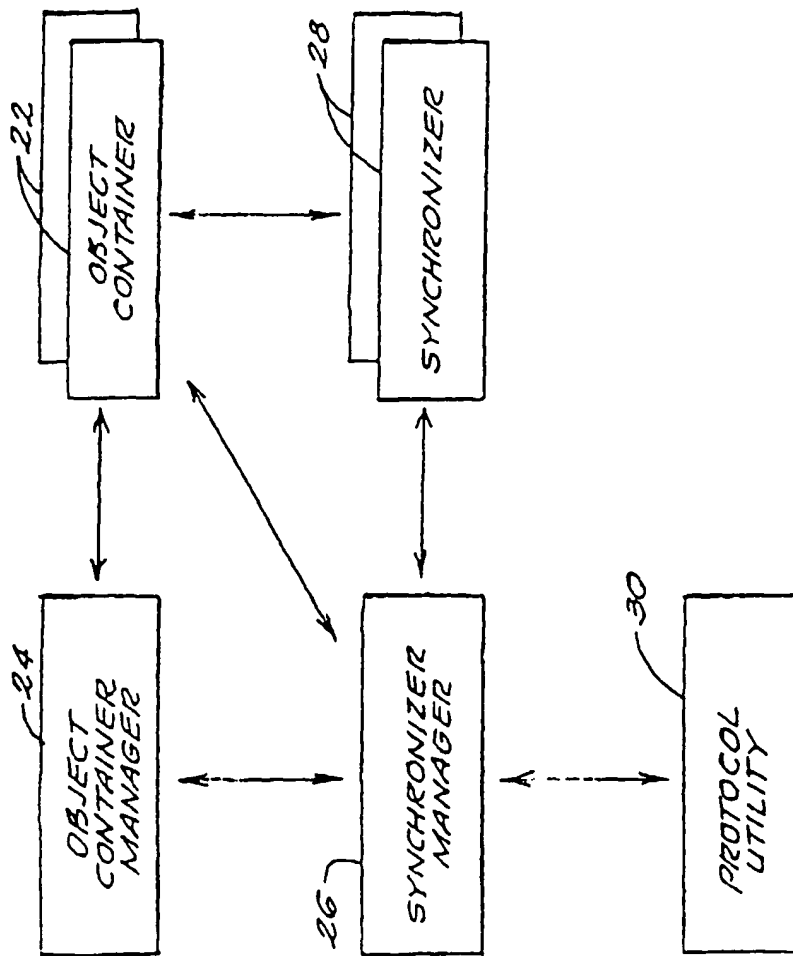 24
OBJECT
CONTAINER
MANAGER
22
OBJECT
CONTAINER
26
SYNCHRONIZER
MANAGER
28
SYNCHRONIZER
30
PROTOCOL
UTILITY